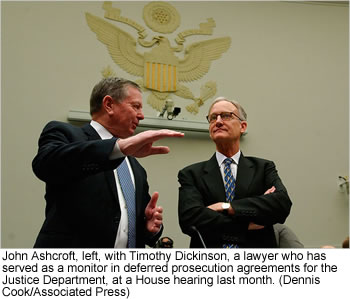 John Ashcroft, left, with Timothy Dickinson, a lawyer who has
served as a monitor in deferred prosecution agreements for the
Justice Department, at a House hearing last month. (Dennis
Cook/Associated Press)